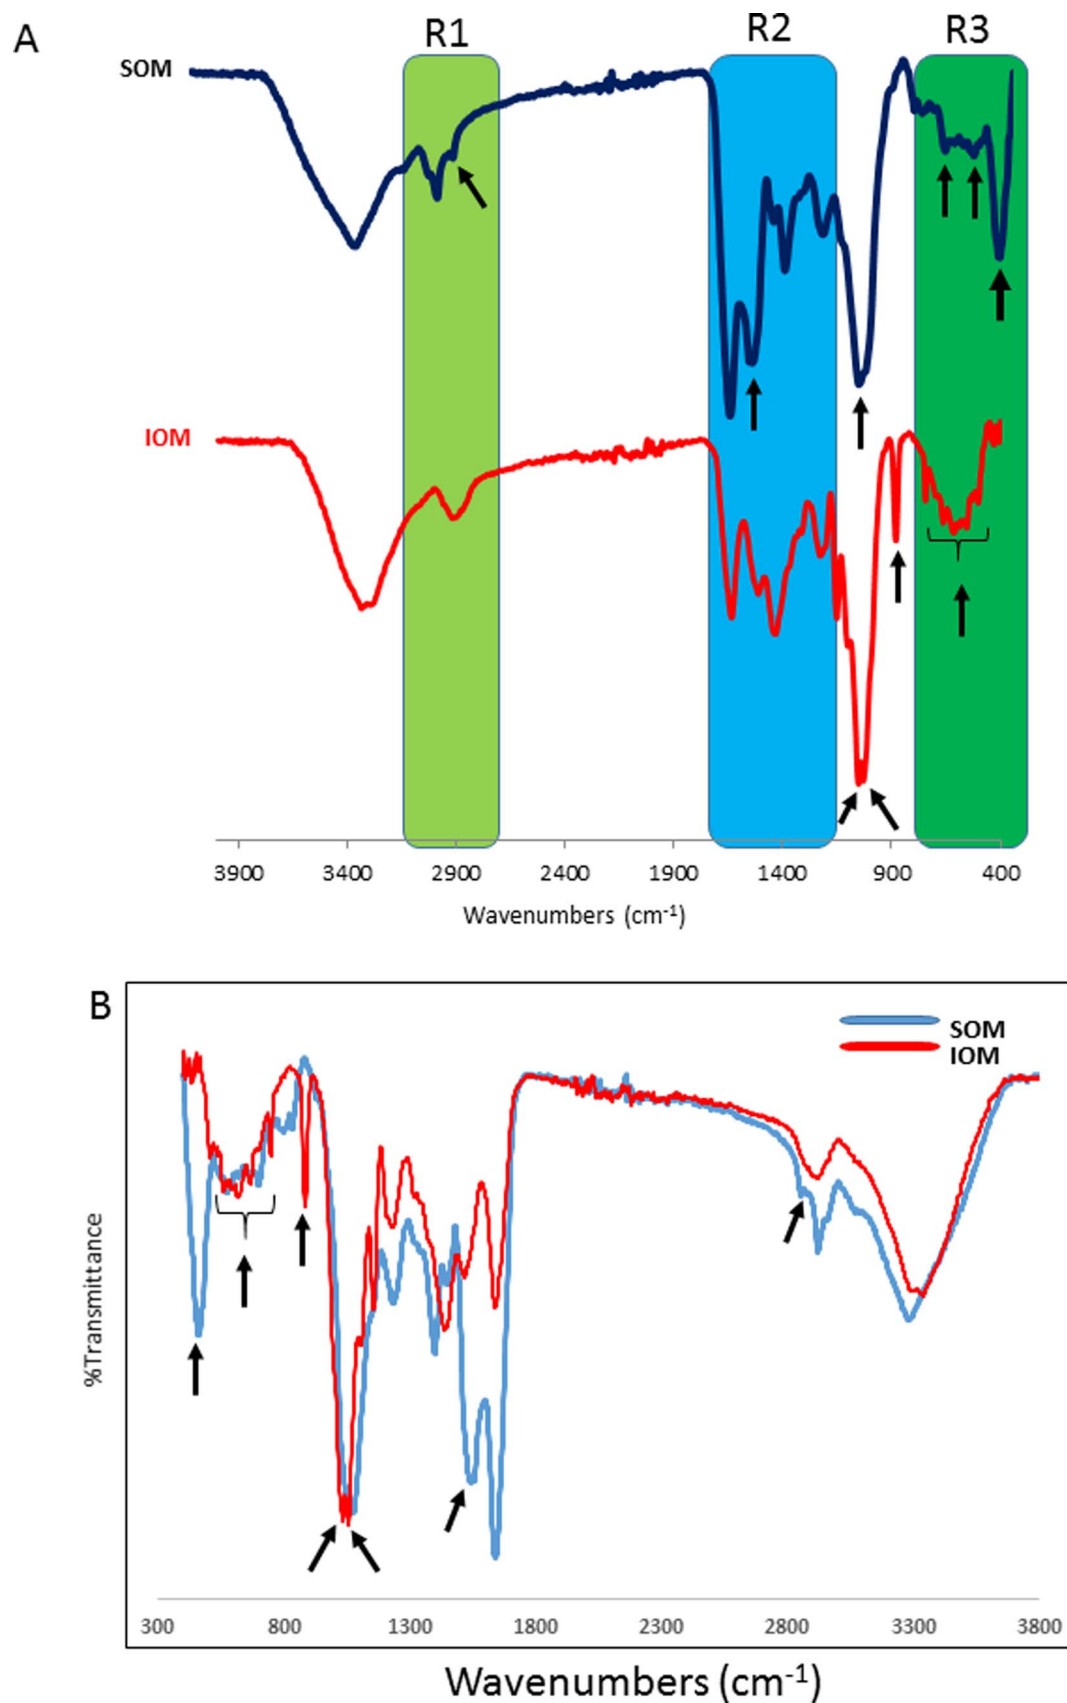 A
R1
R2
R3
SOM
IOM
3900 3400 2900 2400 1900 1400 900 400
Wavenumbers (cm⁻¹)
B
SOM
IOM
%Transmittance
300 800 1300 1800 2300 2800 3300 3800
Wavenumbers (cm⁻¹)